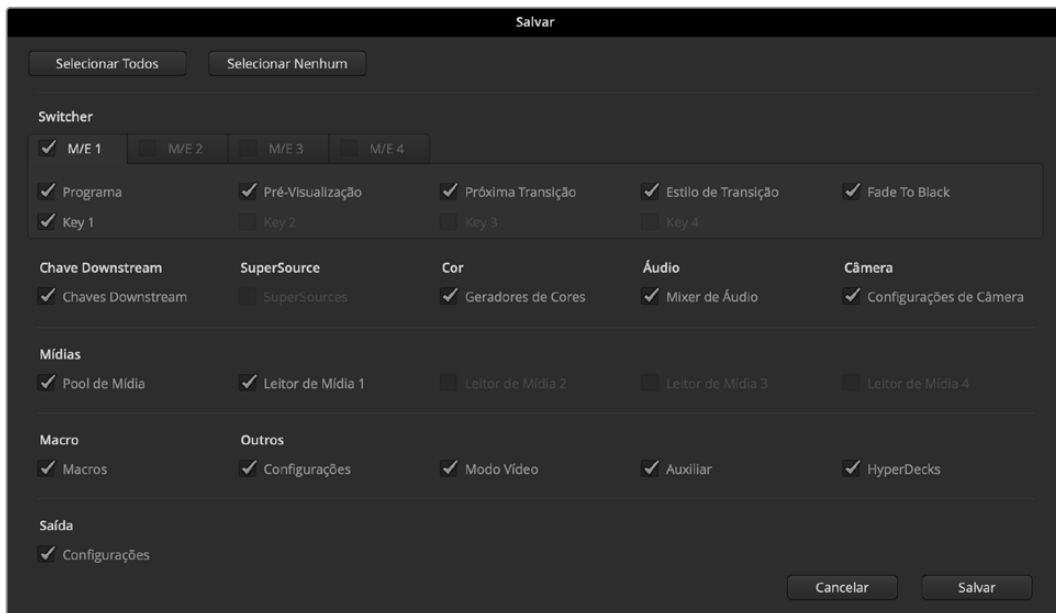 Salvar
Selecionar Todos Selecionar Nenhum
Switcher
M/E 1 M/E 2 M/E 3 M/E 4
Programa Pré-Visualização Próxima Transição Estilo de Transição Fade To Black
Key 1 Key 2 Key 3 Key 4
Chave Downstream SuperSource Cor Áudio Câmera
Chaves Downstream SuperSources Geradores de Cores Mixer de Áudio Configurações de Câmera
Mídias
Pool de Mídia Leitor de Mídia 1 Leitor de Mídia 2 Leitor de Mídia 3 Leitor de Mídia 4
Macro Outros
Macros Configurações Modo Vídeo Auxiliar HyperDecks
Saída
Configurações
Cancelar Salvar